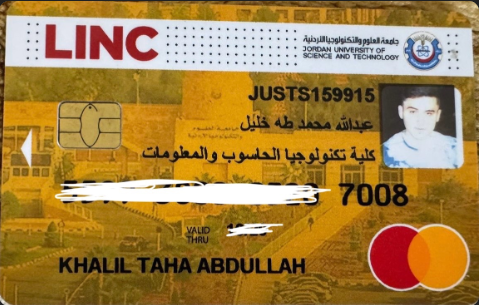 LINC
جامعة العلوم والتكنولوجيا الأردنية
JORDAN UNIVERSITY OF
SCIENCE AND TECHNOLOGY
JUSTS159915
عبدالله محمد طه خليل
كلية تكنولوجيا الحاسوب والمعلومات
7008
VALID
THRU
KHALIL TAHA ABDULLAH